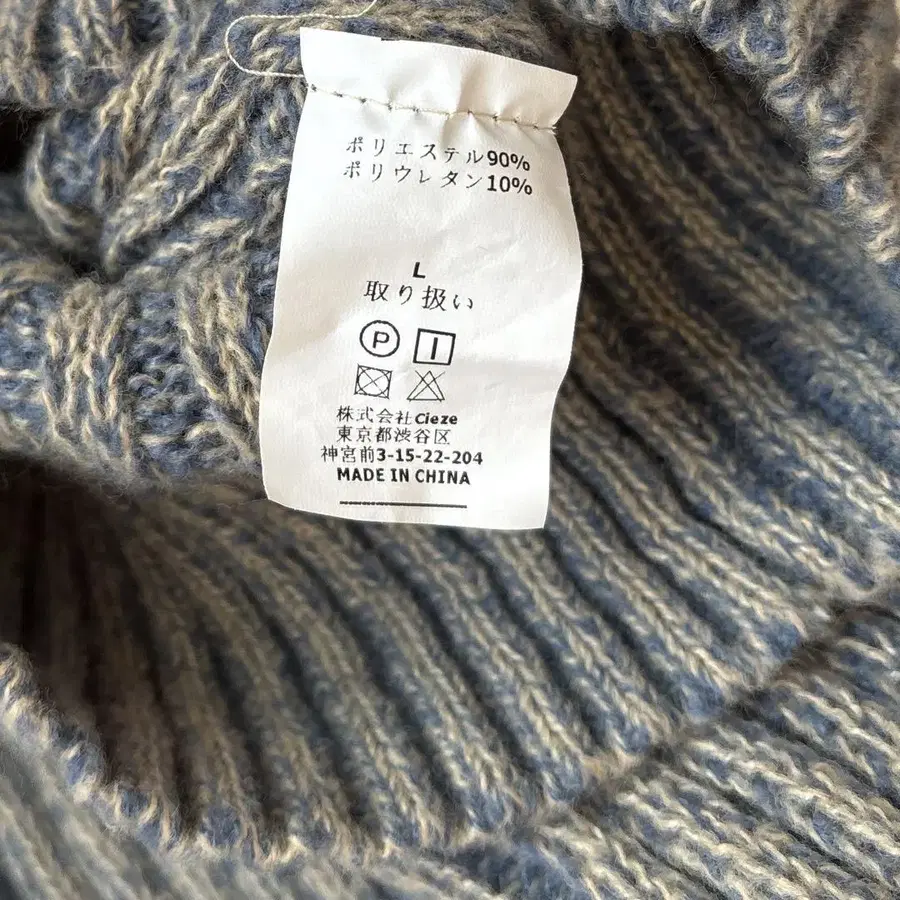 ポリエステル90%
ポリウレタン10%
L
取り扱い
P
株式会社Cieze
東京都渋谷区
神宮前3-15-22-204
MADE IN CHINA